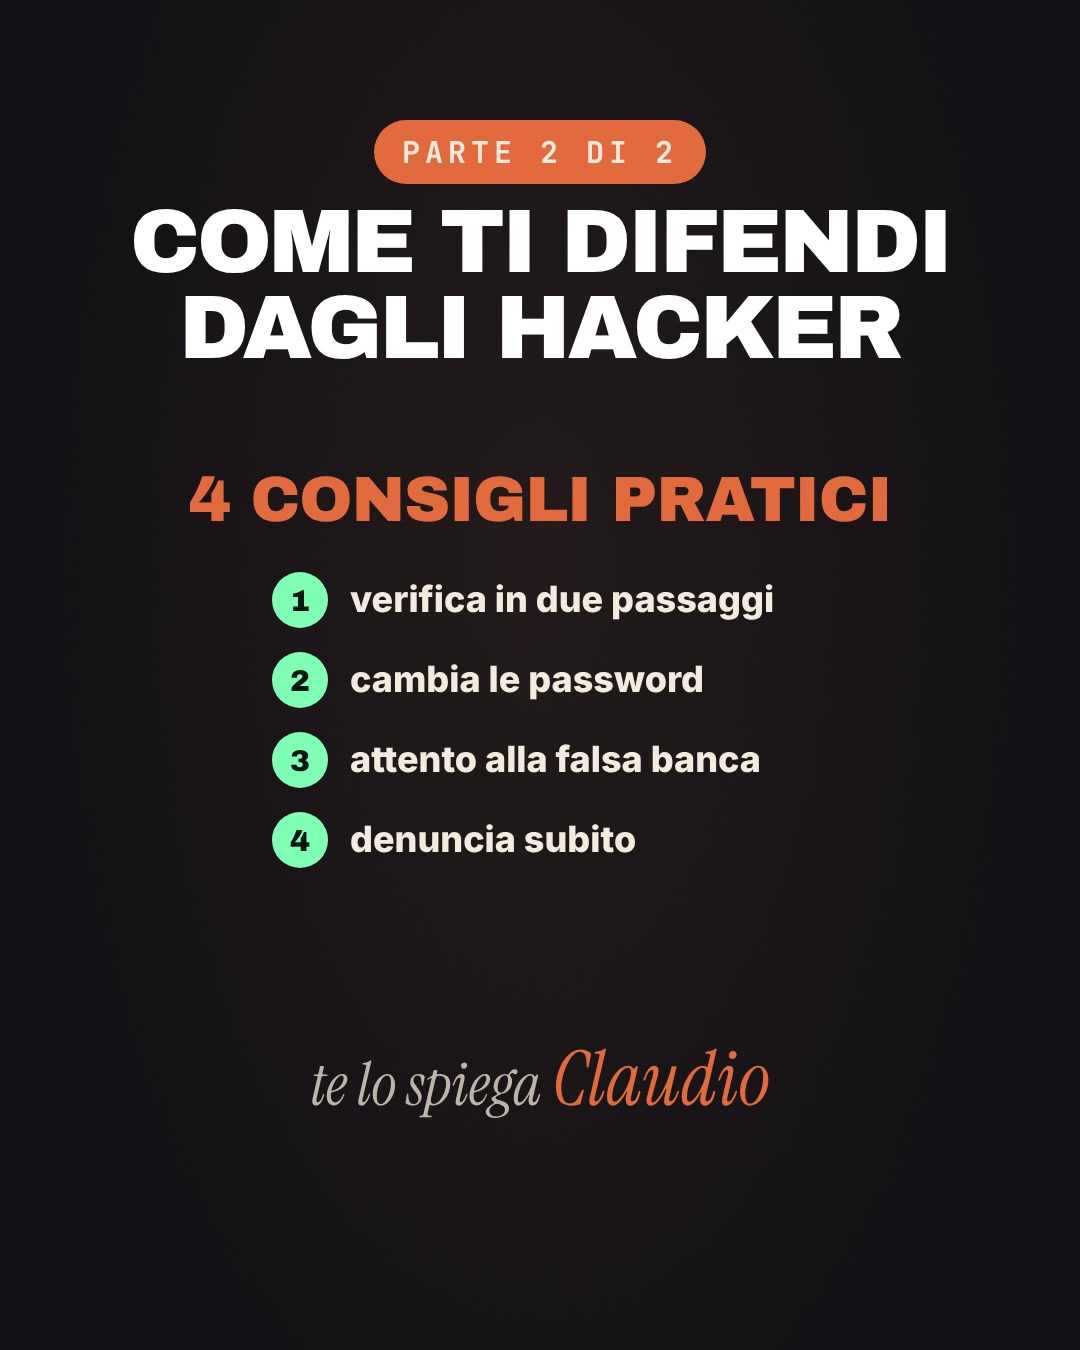 PARTE 2 DI 2
COME TI DIFENDI
DAGLI HACKER
4 CONSIGLI PRATICI
1 verifica in due passaggi
2 cambia le password
3 attento alla falsa banca
4 denuncia subito
te lo spiega Claudio